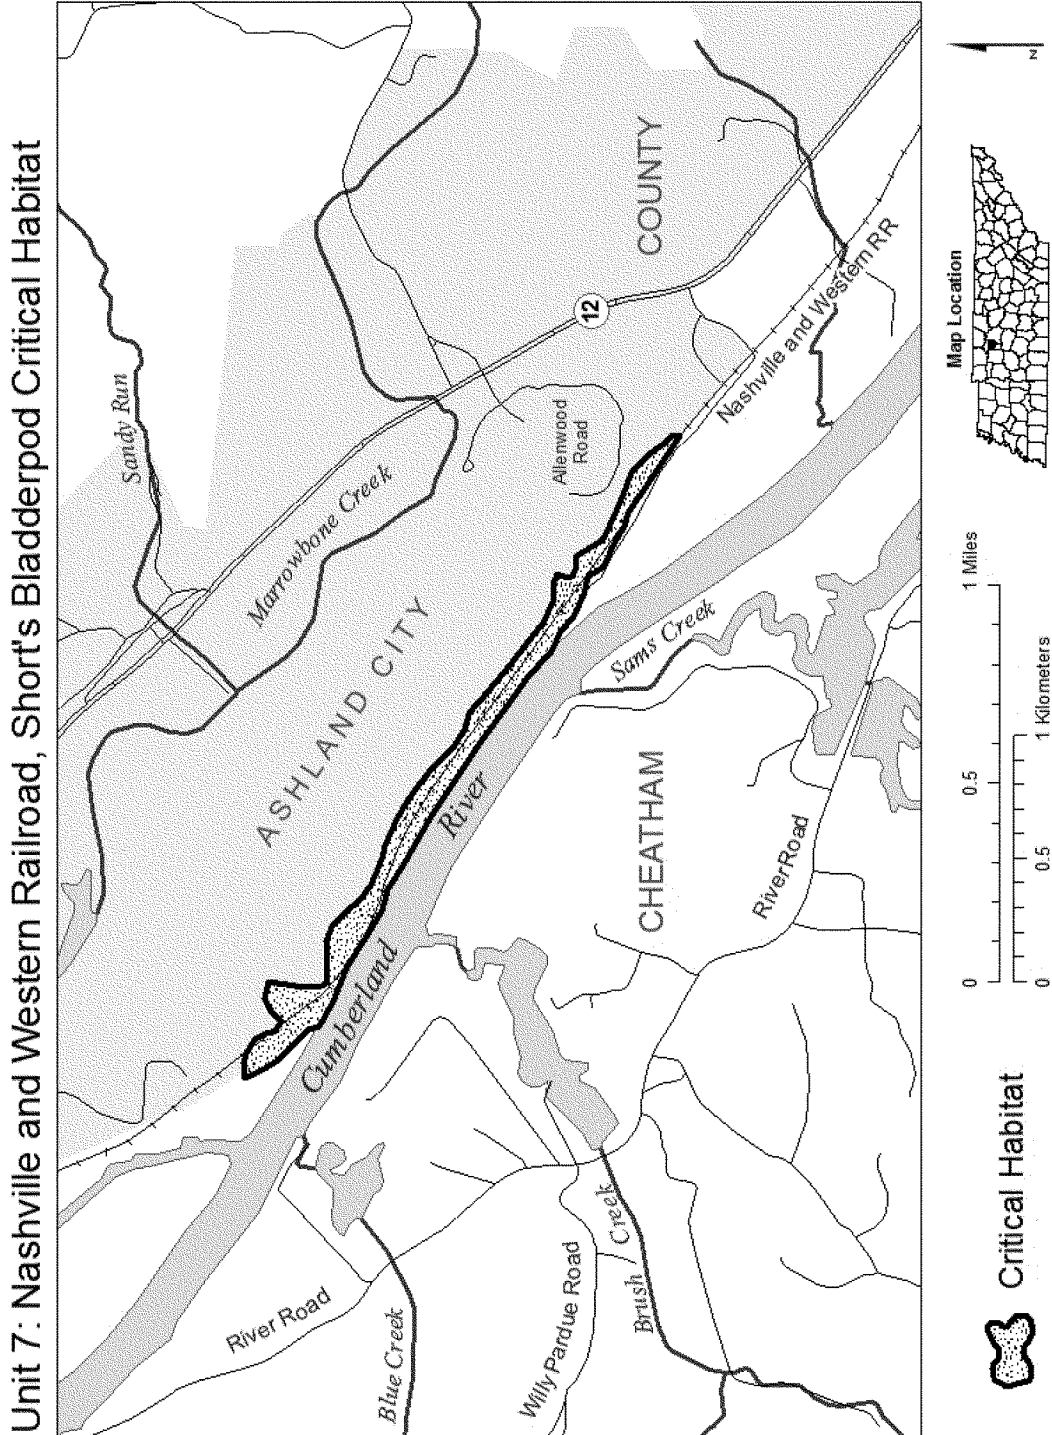 Unit 7: Nashville and Western Railroad, Short's Bladderpod Critical Habitat
Sandy Run
Marrowbone Creek
12
ASHLAND CITY
Allenwood
Road
COUNTY
Nashville and Western RR
River
Cumberland
Sams Creek
CHEATHAM
River Road
River Road
Blue Creek
Willy Pardue Road
Brush Creek
Critical Habitat
0 0.5 1 Miles
0 0.5 1 Kilometers
Map Location
N